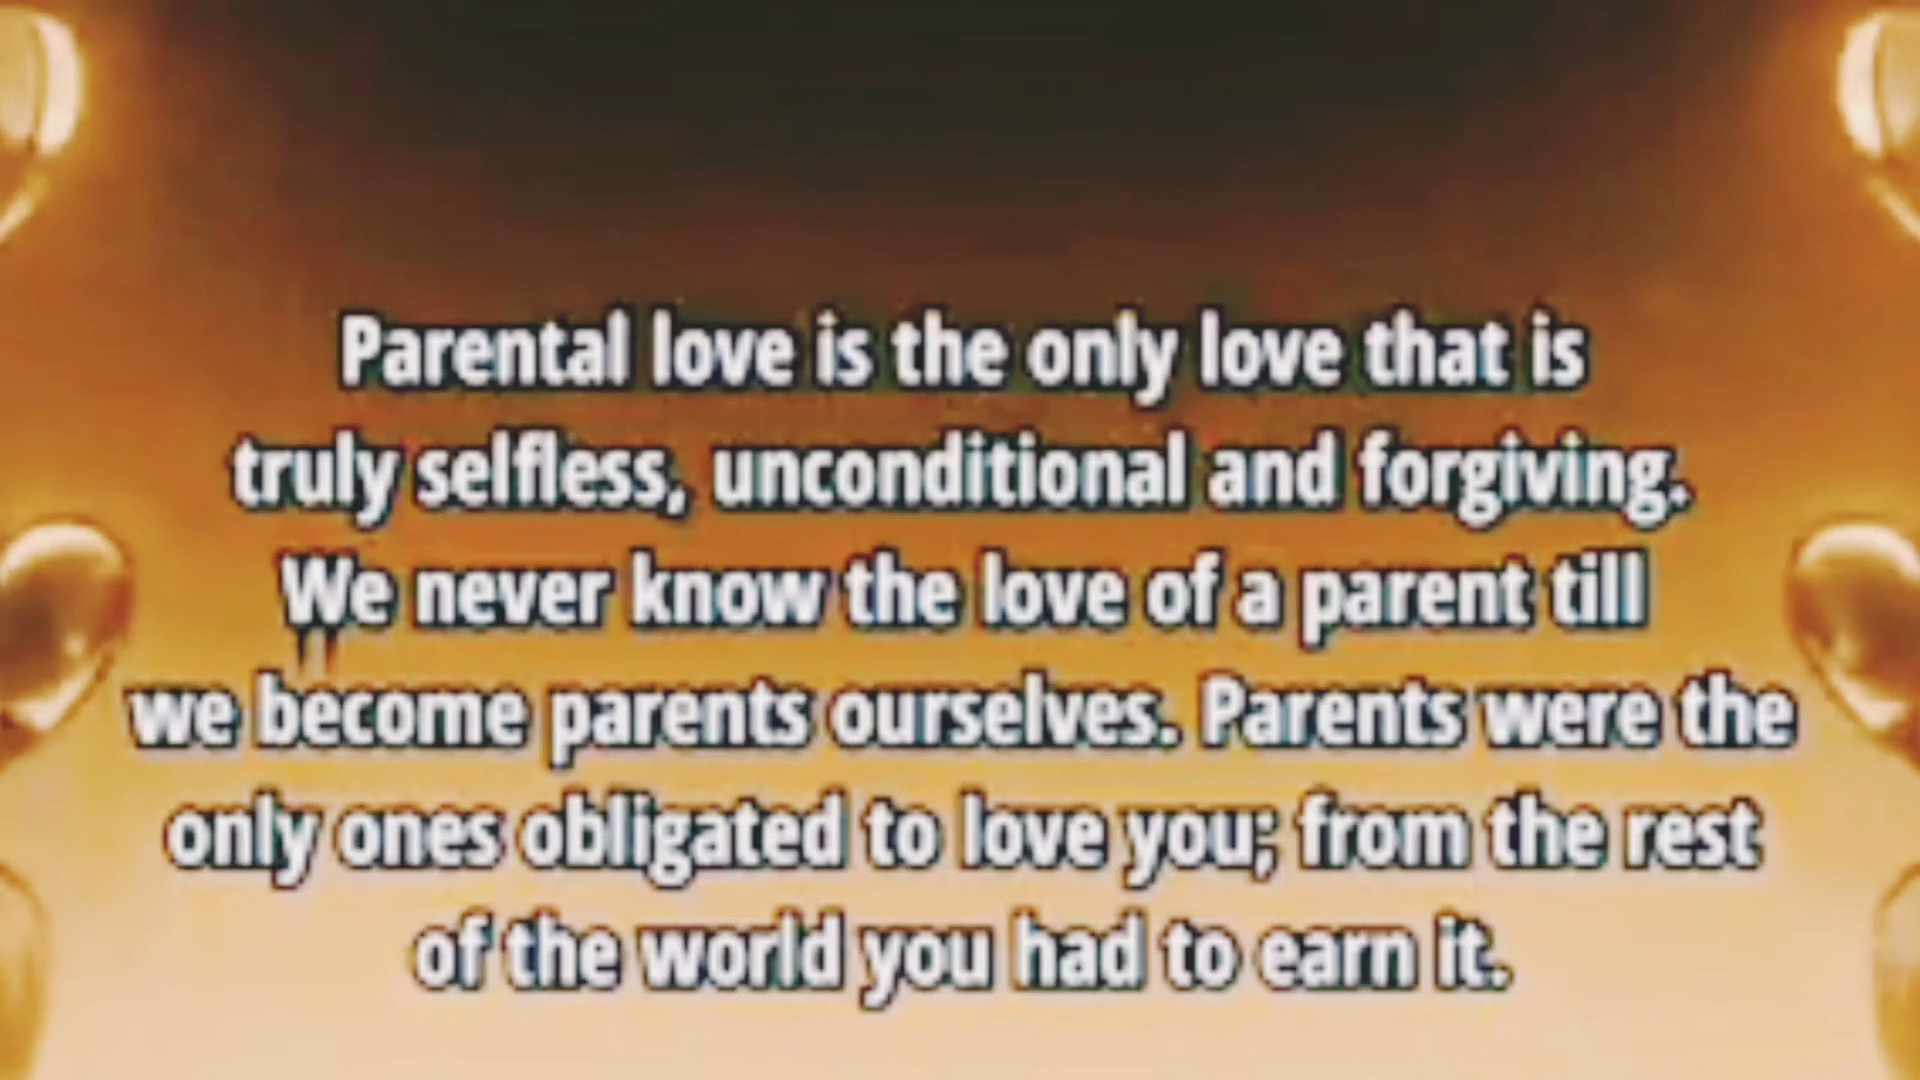 Parental love is the only love that is
truly selfless, unconditional and forgiving.
We never know the love of a parent till
we become parents ourselves. Parents were the
only ones obligated to love you; from the rest
of the world you had to earn it.